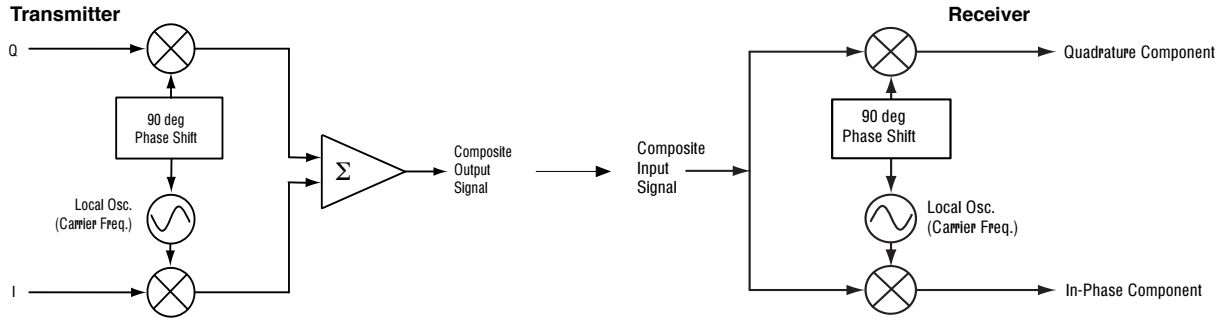 Transmitter
Q
90 deg
Phase Shift
Local Osc.
(Carrier Freq.)
I
Σ
Composite
Output
Signal
Composite
Input
Signal
Receiver
Quadrature Component
90 deg
Phase Shift
Local Osc.
(Carrier Freq.)
In-Phase Component